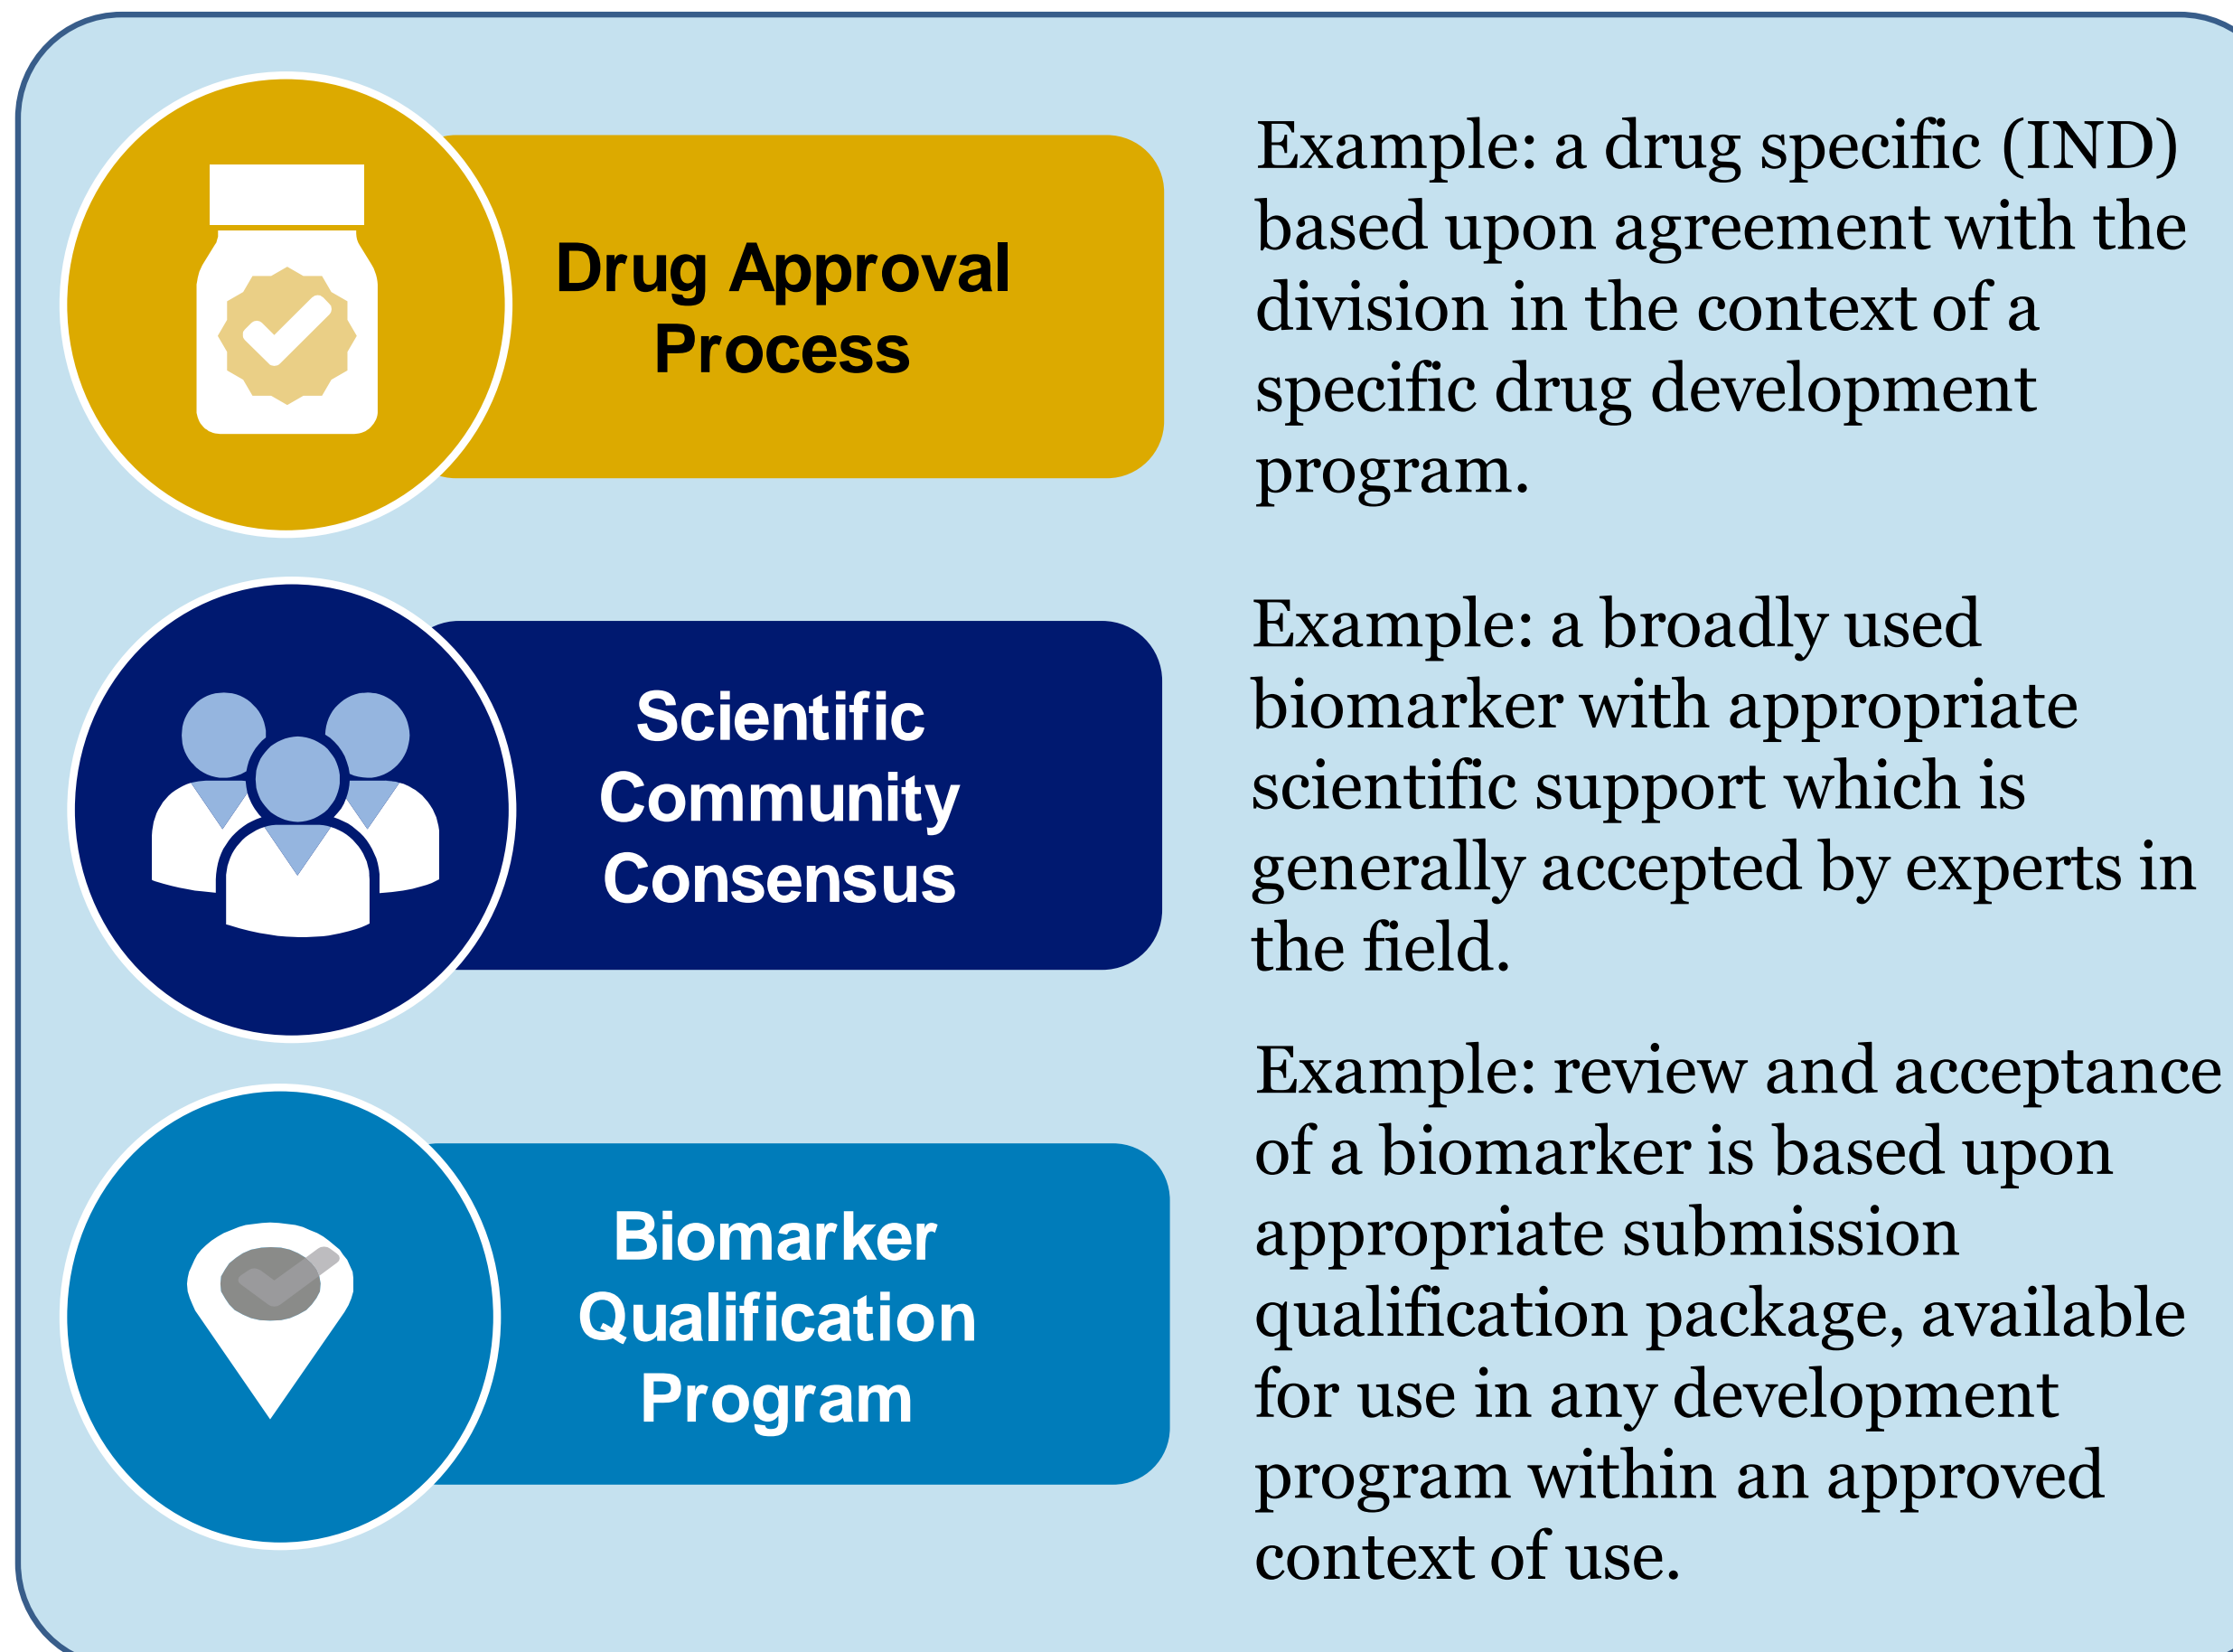 Drug Approval
Process
Example: a drug specific (IND)
based upon agreement with the
division in the context of a
specific drug development
program.
Scientific
Community
Consensus
Example: a broadly used
biomarker with appropriate
scientific support which is
generally accepted by experts in
the field.
Biomarker
Qualification
Program
Example: review and acceptance
of a biomarker is based upon
appropriate submission
qualification package, available
for use in any development
program within an approved
context of use.